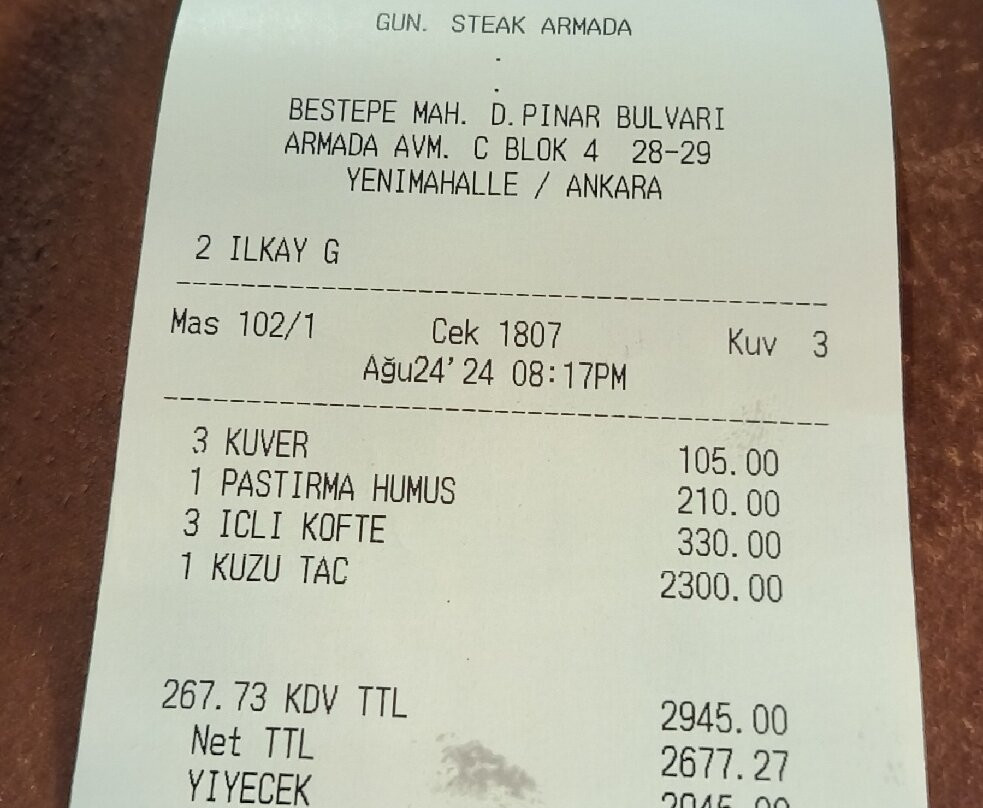 GUN. STEAK ARMADA
.
.
BESTEPE MAH. D.PINAR BULVARI
ARMADA AVM. C BLOK 4 28-29
YENIMAHALLE / ANKARA
2 ILKAY G
Mas 102/1 Cek 1807 Kuv 3
Ağu24'24 08:17PM
3 KUVER 105.00
1 PASTIRMA HUMUS 210.00
3 ICLI KOFTE 330.00
1 KUZU TAC 2300.00
267.73 KDV TTL 2945.00
Net TTL 2677.27
YIYECEK